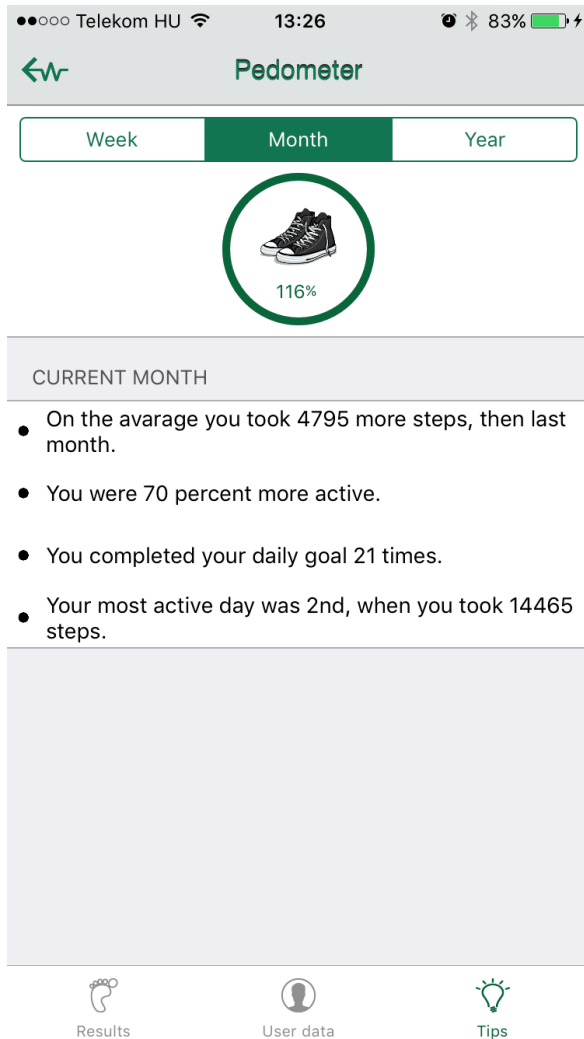 Telekom HU 13:26 83%
Pedometer
Week Month Year
116%
CURRENT MONTH
On the avarage you took 4795 more steps, then last
month.
You were 70 percent more active.
You completed your daily goal 21 times.
Your most active day was 2nd, when you took 14465
steps.
Results User data Tips